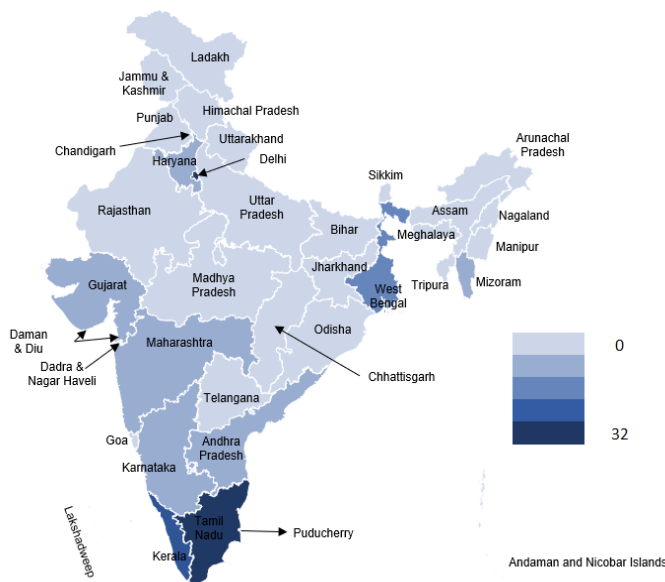 Ladakh
Jammu &
Kashmir
Himachal Pradesh
Punjab
Chandigarh
Uttarakhand
Haryana
Delhi
Arunachal
Pradesh
Sikkim
Rajasthan
Uttar
Pradesh
Assam
Nagaland
Bihar
Meghalaya
Manipur
Jharkhand
Gujarat
Madhya
Pradesh
Tripura
Mizoram
West
Bengal
Daman
& Diu
Maharashtra
Odisha
0
Dadra &
Nagar Haveli
Chhattisgarh
Telangana
32
Goa
Andhra
Pradesh
Karnataka
Lakshadweep
Tamil
Nadu
Puducherry
Kerala
Andaman and Nicobar Islands